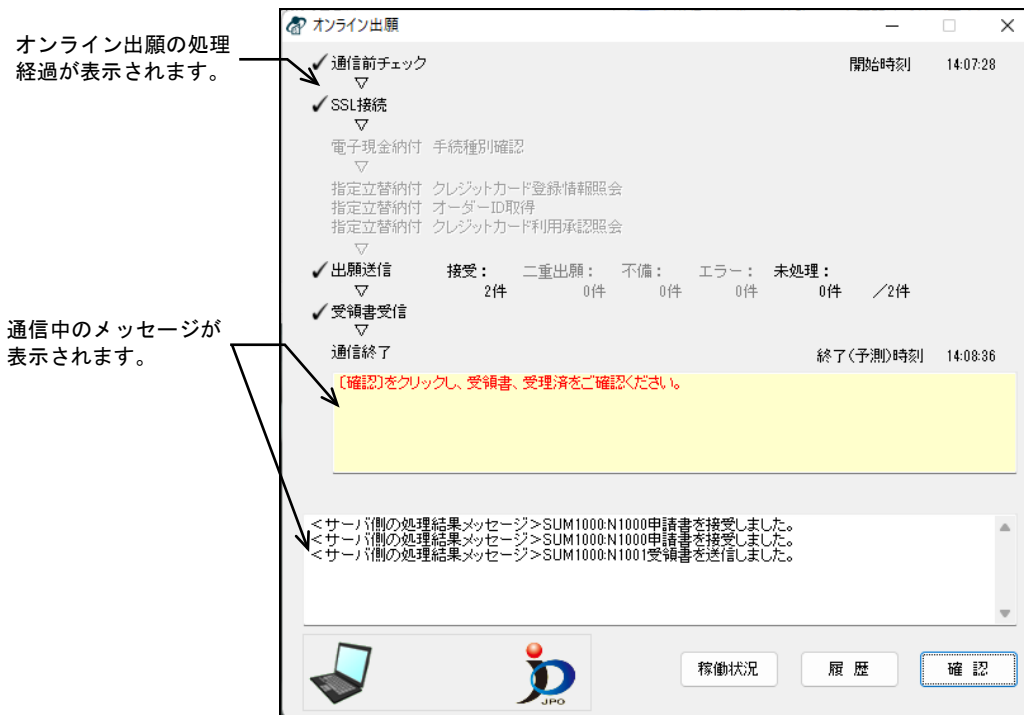 オンライン出願の処理
経過が表示されます。
通信中のメッセージが
表示されます。
オンライン出願
✓通信前チェック 開始時刻 14:07:28
▽
✓SSL接続
▽
電子現金納付 手続種別確認
▽
指定立替納付 クレジットカード登録情報照会
指定立替納付 オーダーID取得
指定立替納付 クレジットカード利用承認照会
▽
✓出願送信 接受: 二重出願: 不備: エラー: 未処理:
▽ 2件 0件 0件 0件 0件 /2件
✓受領書受信
▽
通信終了 終了(予測)時刻 14:08:36
〔確認〕をクリックし、受領書、受理済をご確認ください。
<サーバ側の処理結果メッセージ>SUM1000:N1000申請書を接受しました。
<サーバ側の処理結果メッセージ>SUM1000:N1000申請書を接受しました。
<サーバ側の処理結果メッセージ>SUM1000:N1001受領書を送信しました。
JPO
稼働状況 履 歴 確 認